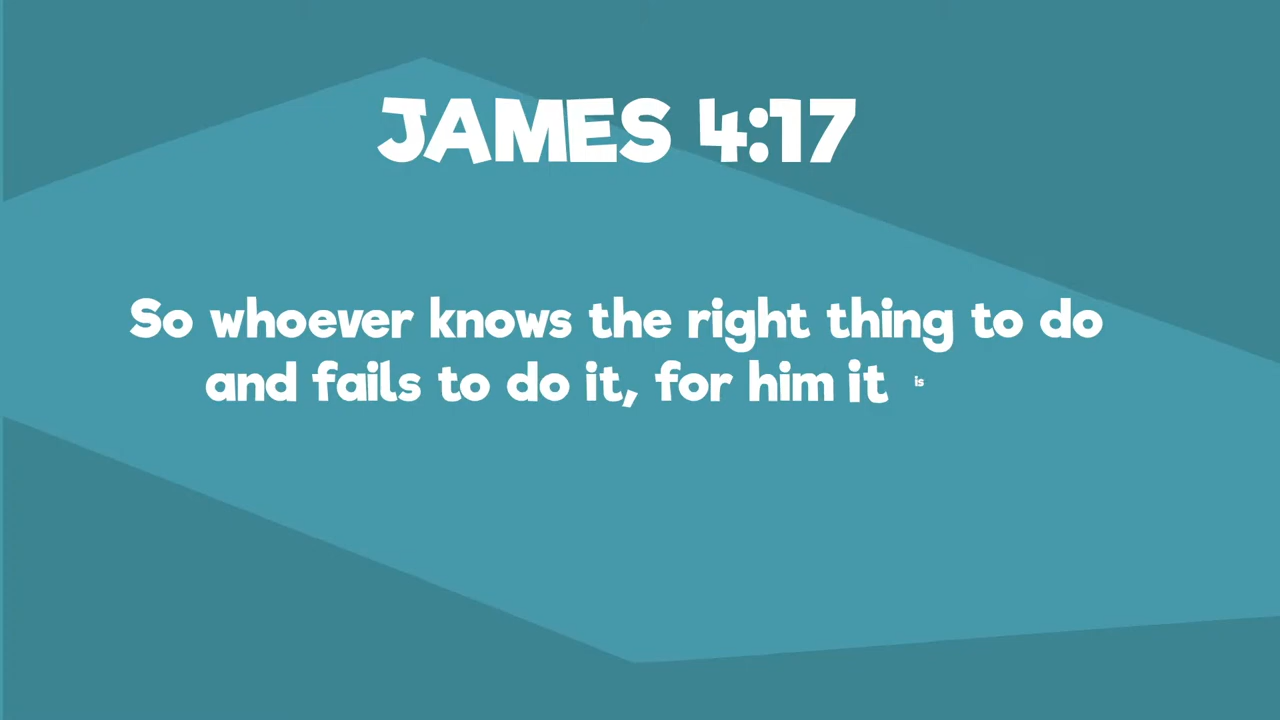 JAMES 4:17
So whoever knows the right thing to do
and fails to do it, for him it is